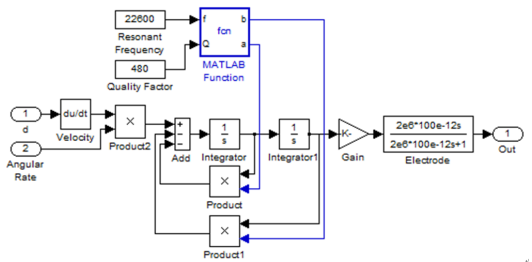 22600
Resonant
Frequency
480
Quality Factor
f
Q
fcn
b
a
MATLAB
Function
1
d
2
Angular
Rate
du/dt
Velocity
×
Product2
+
−
−
Add
1
s
Integrator
1
s
Integrator1
K-
Gain
2e6*100e-12s
2e6*100e-12s+1
Electrode
1
Out
×
Product
×
Product1